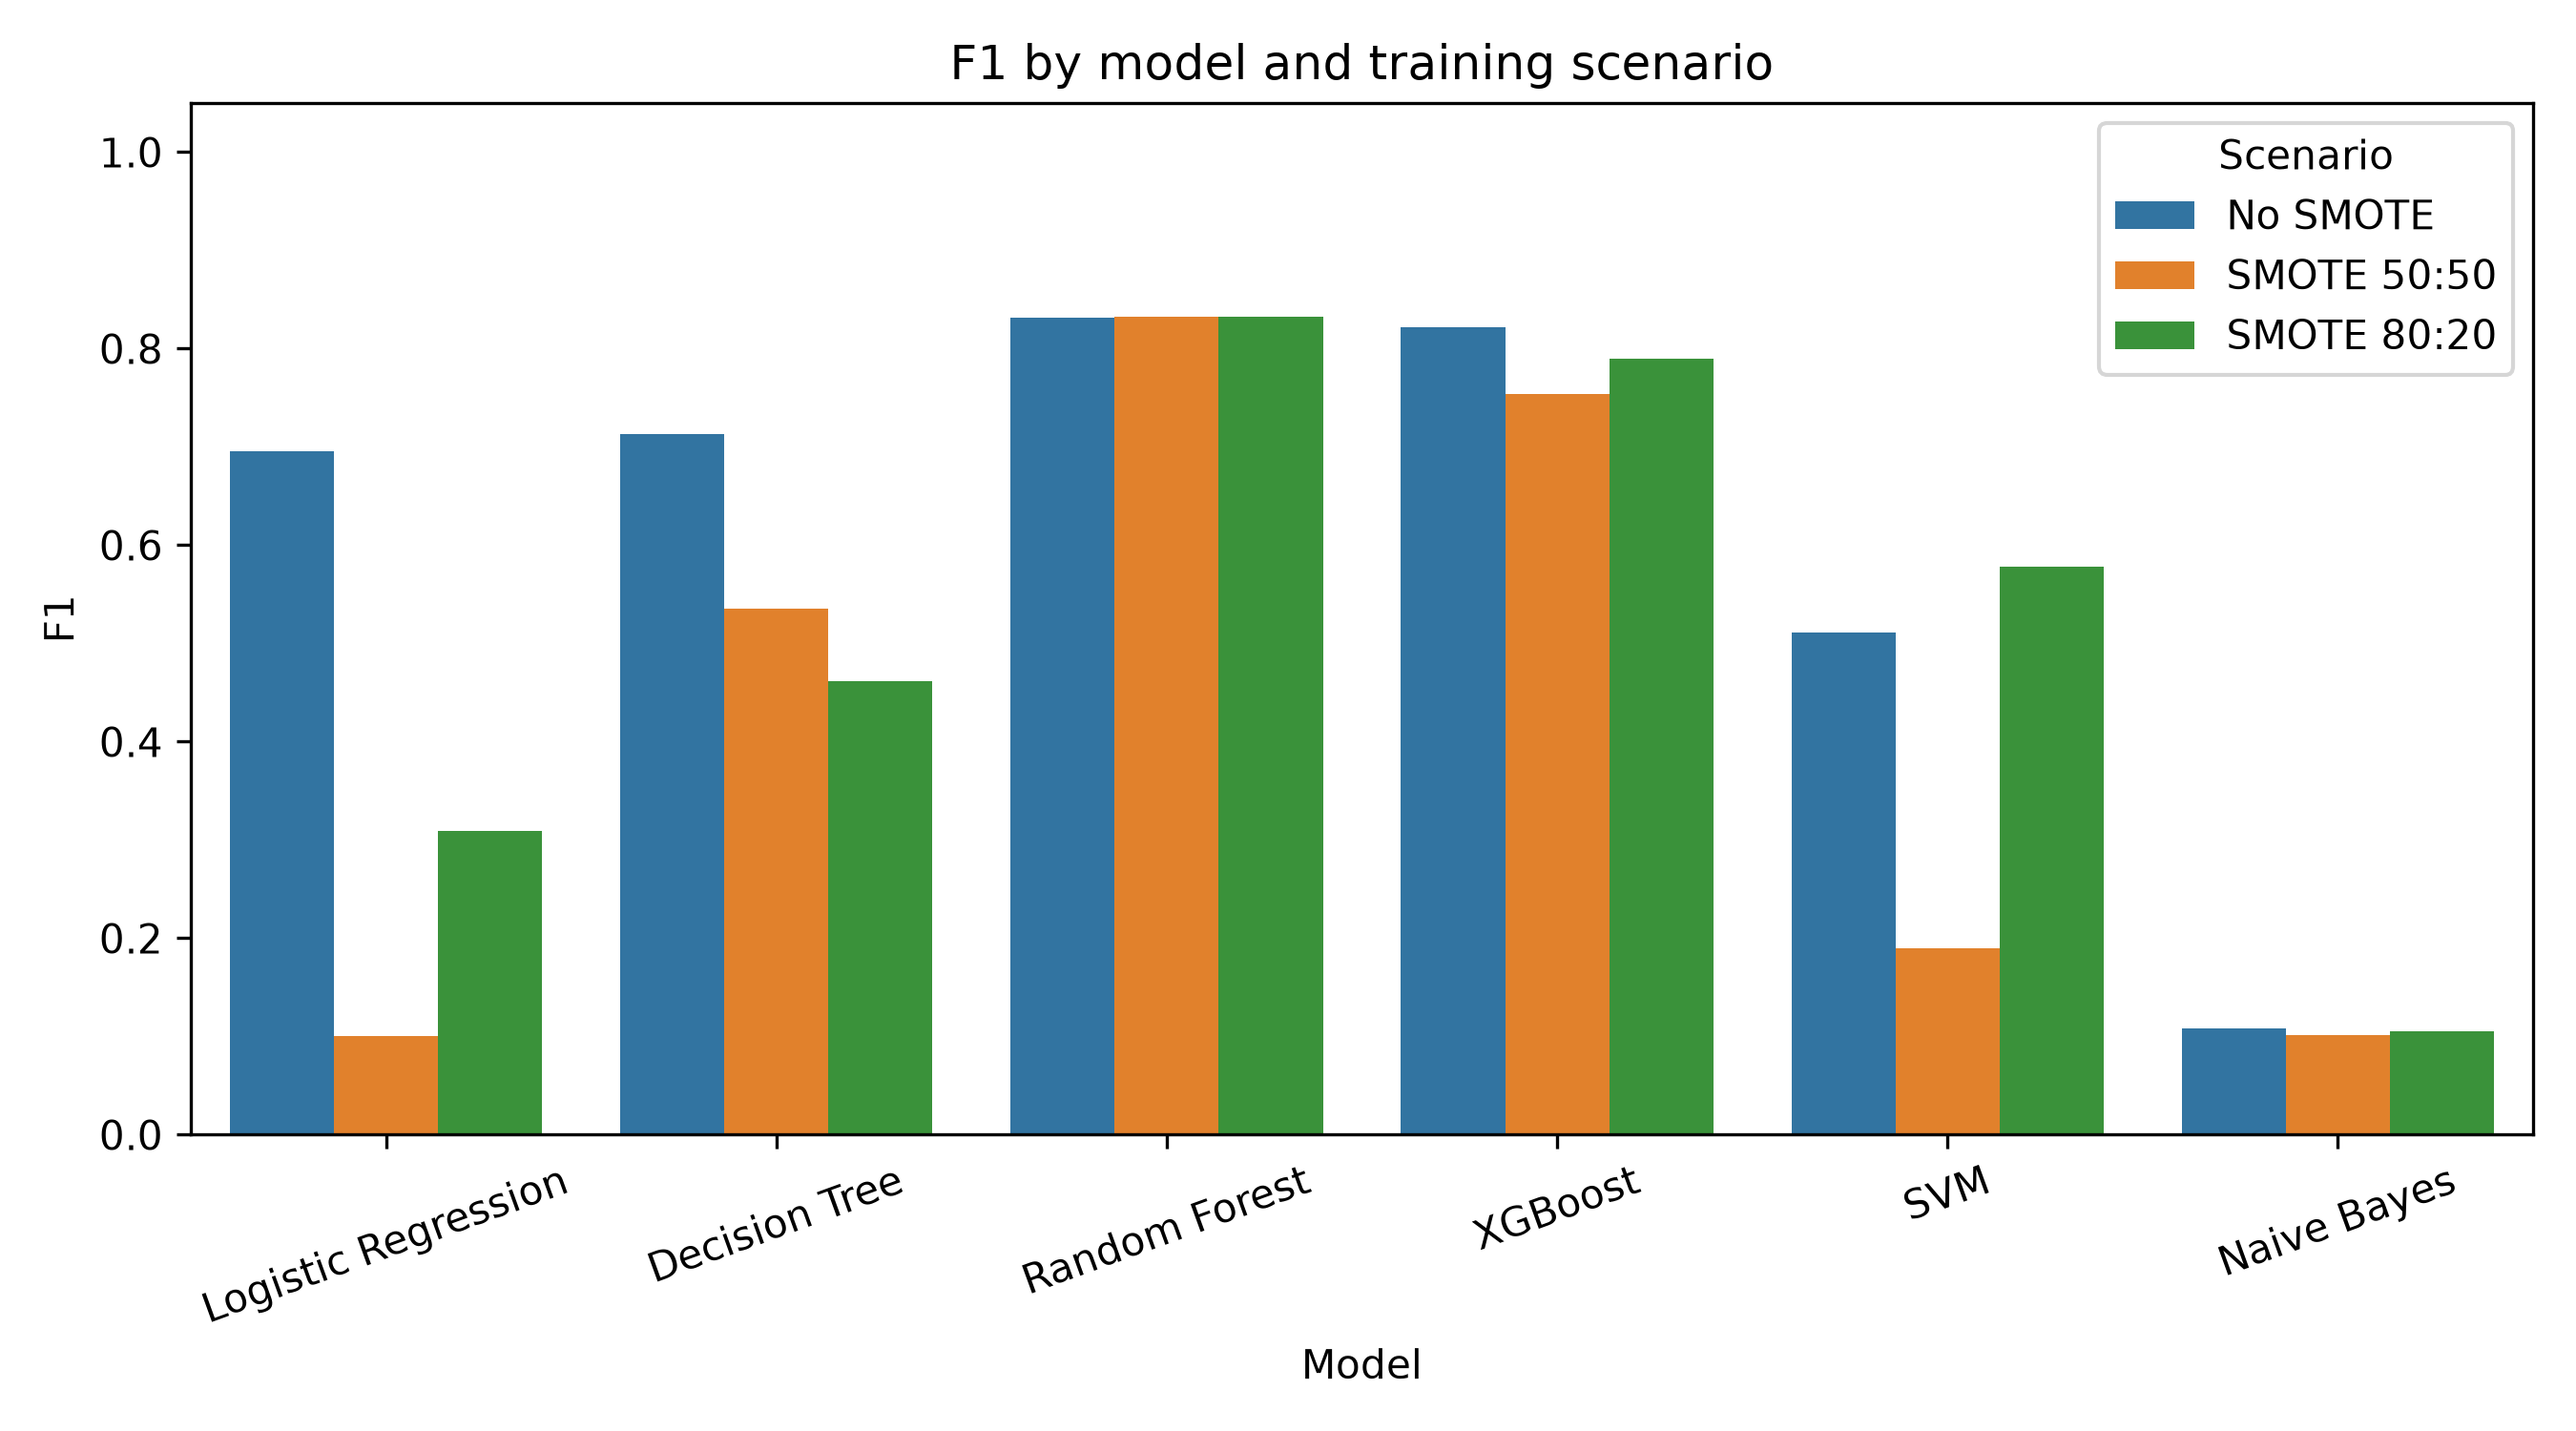 F1 by model and training scenario
1.0
0.8
0.6
0.4
0.2
0.0
F1
Scenario
No SMOTE
SMOTE 50:50
SMOTE 80:20
Logistic Regression
Decision Tree
Random Forest
XGBoost
SVM
Naive Bayes
Model